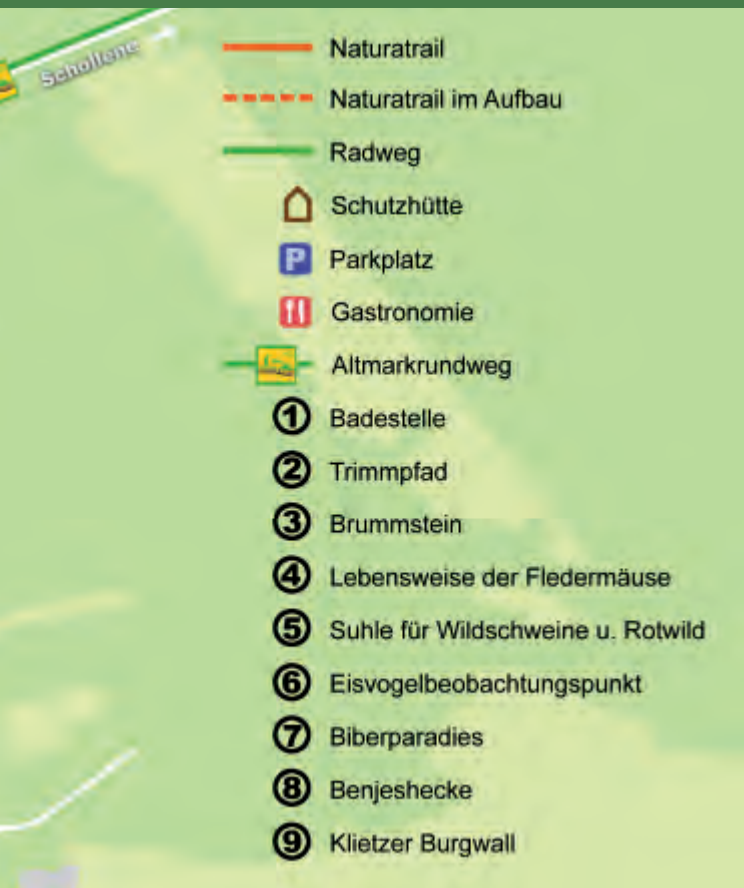 Schollene
Naturatrail
Naturatrail im Aufbau
Radweg
Schutzhütte
P Parkplatz
Gastronomie
Altmarkrundweg
1 Badestelle
2 Trimmpfad
3 Brummstein
4 Lebensweise der Fledermäuse
5 Suhle für Wildschweine u. Rotwild
6 Eisvogelbeobachtungspunkt
7 Biberparadies
8 Benjeshecke
9 Klietzer Burgwall